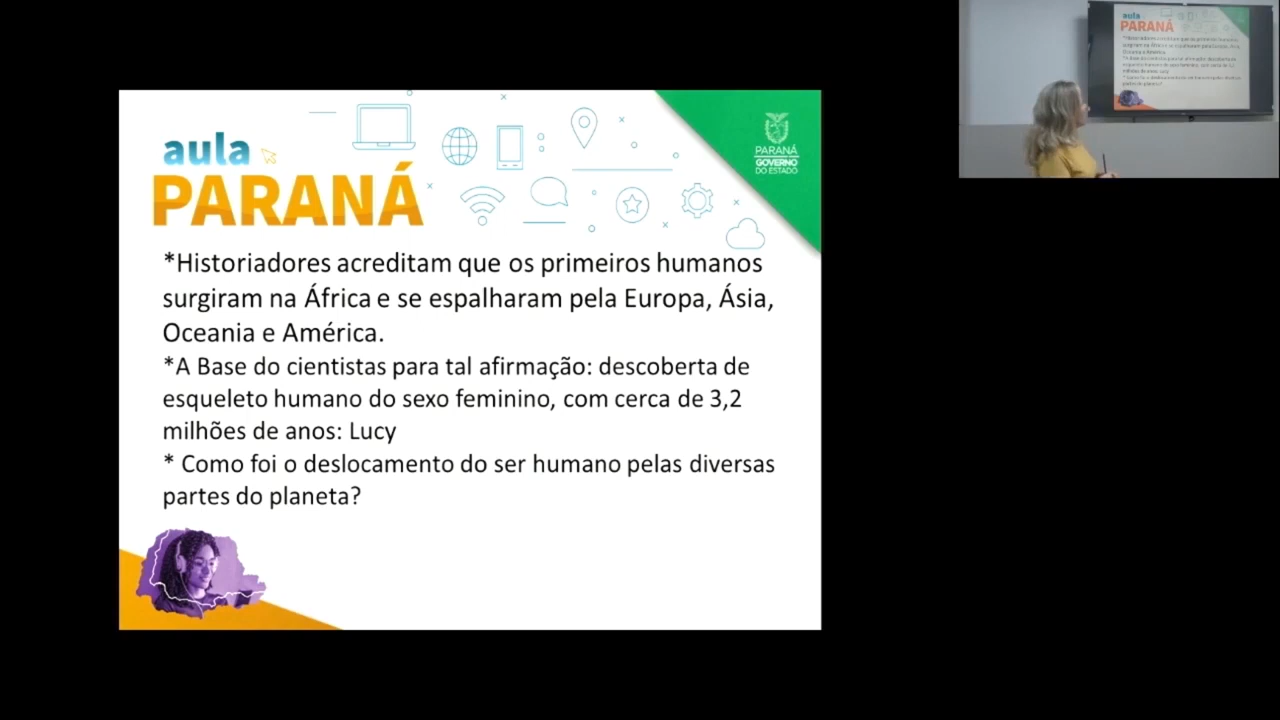 aula
PARANÁ
PARANÁ
GOVERNO
DO ESTADO
*Historiadores acreditam que os primeiros humanos
surgiram na África e se espalharam pela Europa, Ásia,
Oceania e América.
*A Base do cientistas para tal afirmação: descoberta de
esqueleto humano do sexo feminino, com cerca de 3,2
milhões de anos: Lucy
* Como foi o deslocamento do ser humano pelas diversas
partes do planeta?
aula
PARANÁ